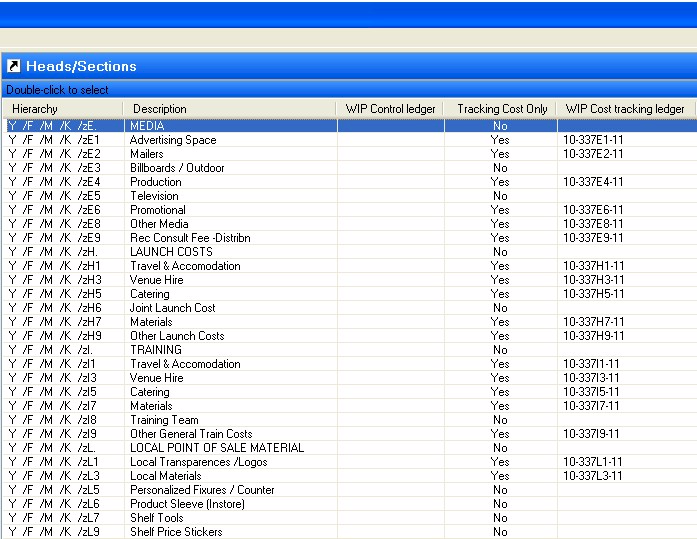 Heads/Sections
Double-click to select
Hierarchy Description WIP Control ledger Tracking Cost Only WIP Cost tracking ledger
Y /F /M /K /zE. MEDIA No
Y /F /M /K /zE1 Advertising Space Yes 10-337E1-11
Y /F /M /K /zE2 Mailers Yes 10-337E2-11
Y /F /M /K /zE3 Billboards / Outdoor No
Y /F /M /K /zE4 Production Yes 10-337E4-11
Y /F /M /K /zE5 Television No
Y /F /M /K /zE6 Promotional Yes 10-337E6-11
Y /F /M /K /zE8 Other Media Yes 10-337E8-11
Y /F /M /K /zE9 Rec Consult Fee -Distribn Yes 10-337E9-11
Y /F /M /K /zH. LAUNCH COSTS No
Y /F /M /K /zH1 Travel & Accomodation Yes 10-337H1-11
Y /F /M /K /zH3 Venue Hire Yes 10-337H3-11
Y /F /M /K /zH5 Catering Yes 10-337H5-11
Y /F /M /K /zH6 Joint Launch Cost No
Y /F /M /K /zH7 Materials Yes 10-337H7-11
Y /F /M /K /zH9 Other Launch Costs Yes 10-337H9-11
Y /F /M /K /zI. TRAINING No
Y /F /M /K /zI1 Travel & Accomodation Yes 10-337I1-11
Y /F /M /K /zI3 Venue Hire Yes 10-337I3-11
Y /F /M /K /zI5 Catering Yes 10-337I5-11
Y /F /M /K /zI7 Materials Yes 10-337I7-11
Y /F /M /K /zI8 Training Team No
Y /F /M /K /zI9 Other General Train Costs Yes 10-337I9-11
Y /F /M /K /zL. LOCAL POINT OF SALE MATERIAL No
Y /F /M /K /zL1 Local Transparences /Logos Yes 10-337L1-11
Y /F /M /K /zL3 Local Materials Yes 10-337L3-11
Y /F /M /K /zL5 Personalized Fixtures / Counter No
Y /F /M /K /zL6 Product Sleeve (Instore) No
Y /F /M /K /zL7 Shelf Tools No
Y /F /M /K /zL9 Shelf Price Stickers No